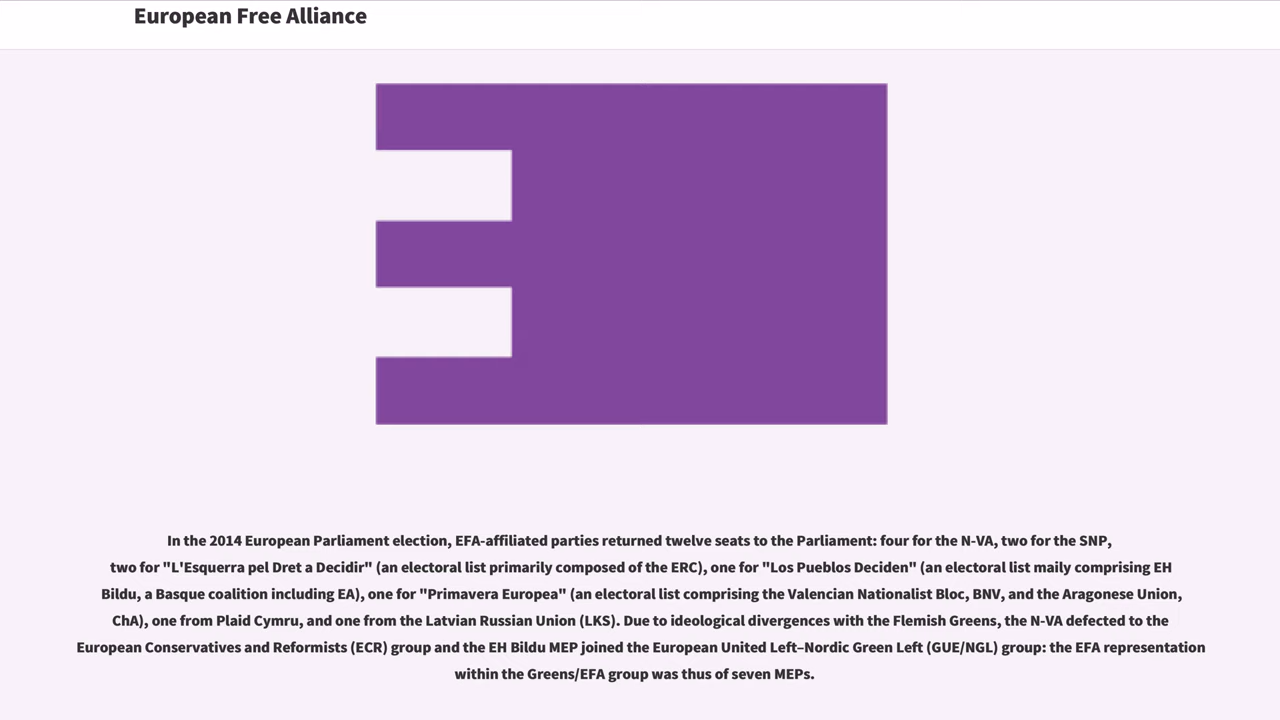 European Free Alliance
In the 2014 European Parliament election, EFA-affiliated parties returned twelve seats to the Parliament: four for the N-VA, two for the SNP,
two for "L'Esquerra pel Dret a Decidir" (an electoral list primarily composed of the ERC), one for "Los Pueblos Deciden" (an electoral list maily comprising EH
Bildu, a Basque coalition including EA), one for "Primavera Europea" (an electoral list comprising the Valencian Nationalist Bloc, BNV, and the Aragonese Union,
ChA), one from Plaid Cymru, and one from the Latvian Russian Union (LKS). Due to ideological divergences with the Flemish Greens, the N-VA defected to the
European Conservatives and Reformists (ECR) group and the EH Bildu MEP joined the European United Left–Nordic Green Left (GUE/NGL) group: the EFA representation
within the Greens/EFA group was thus of seven MEPs.